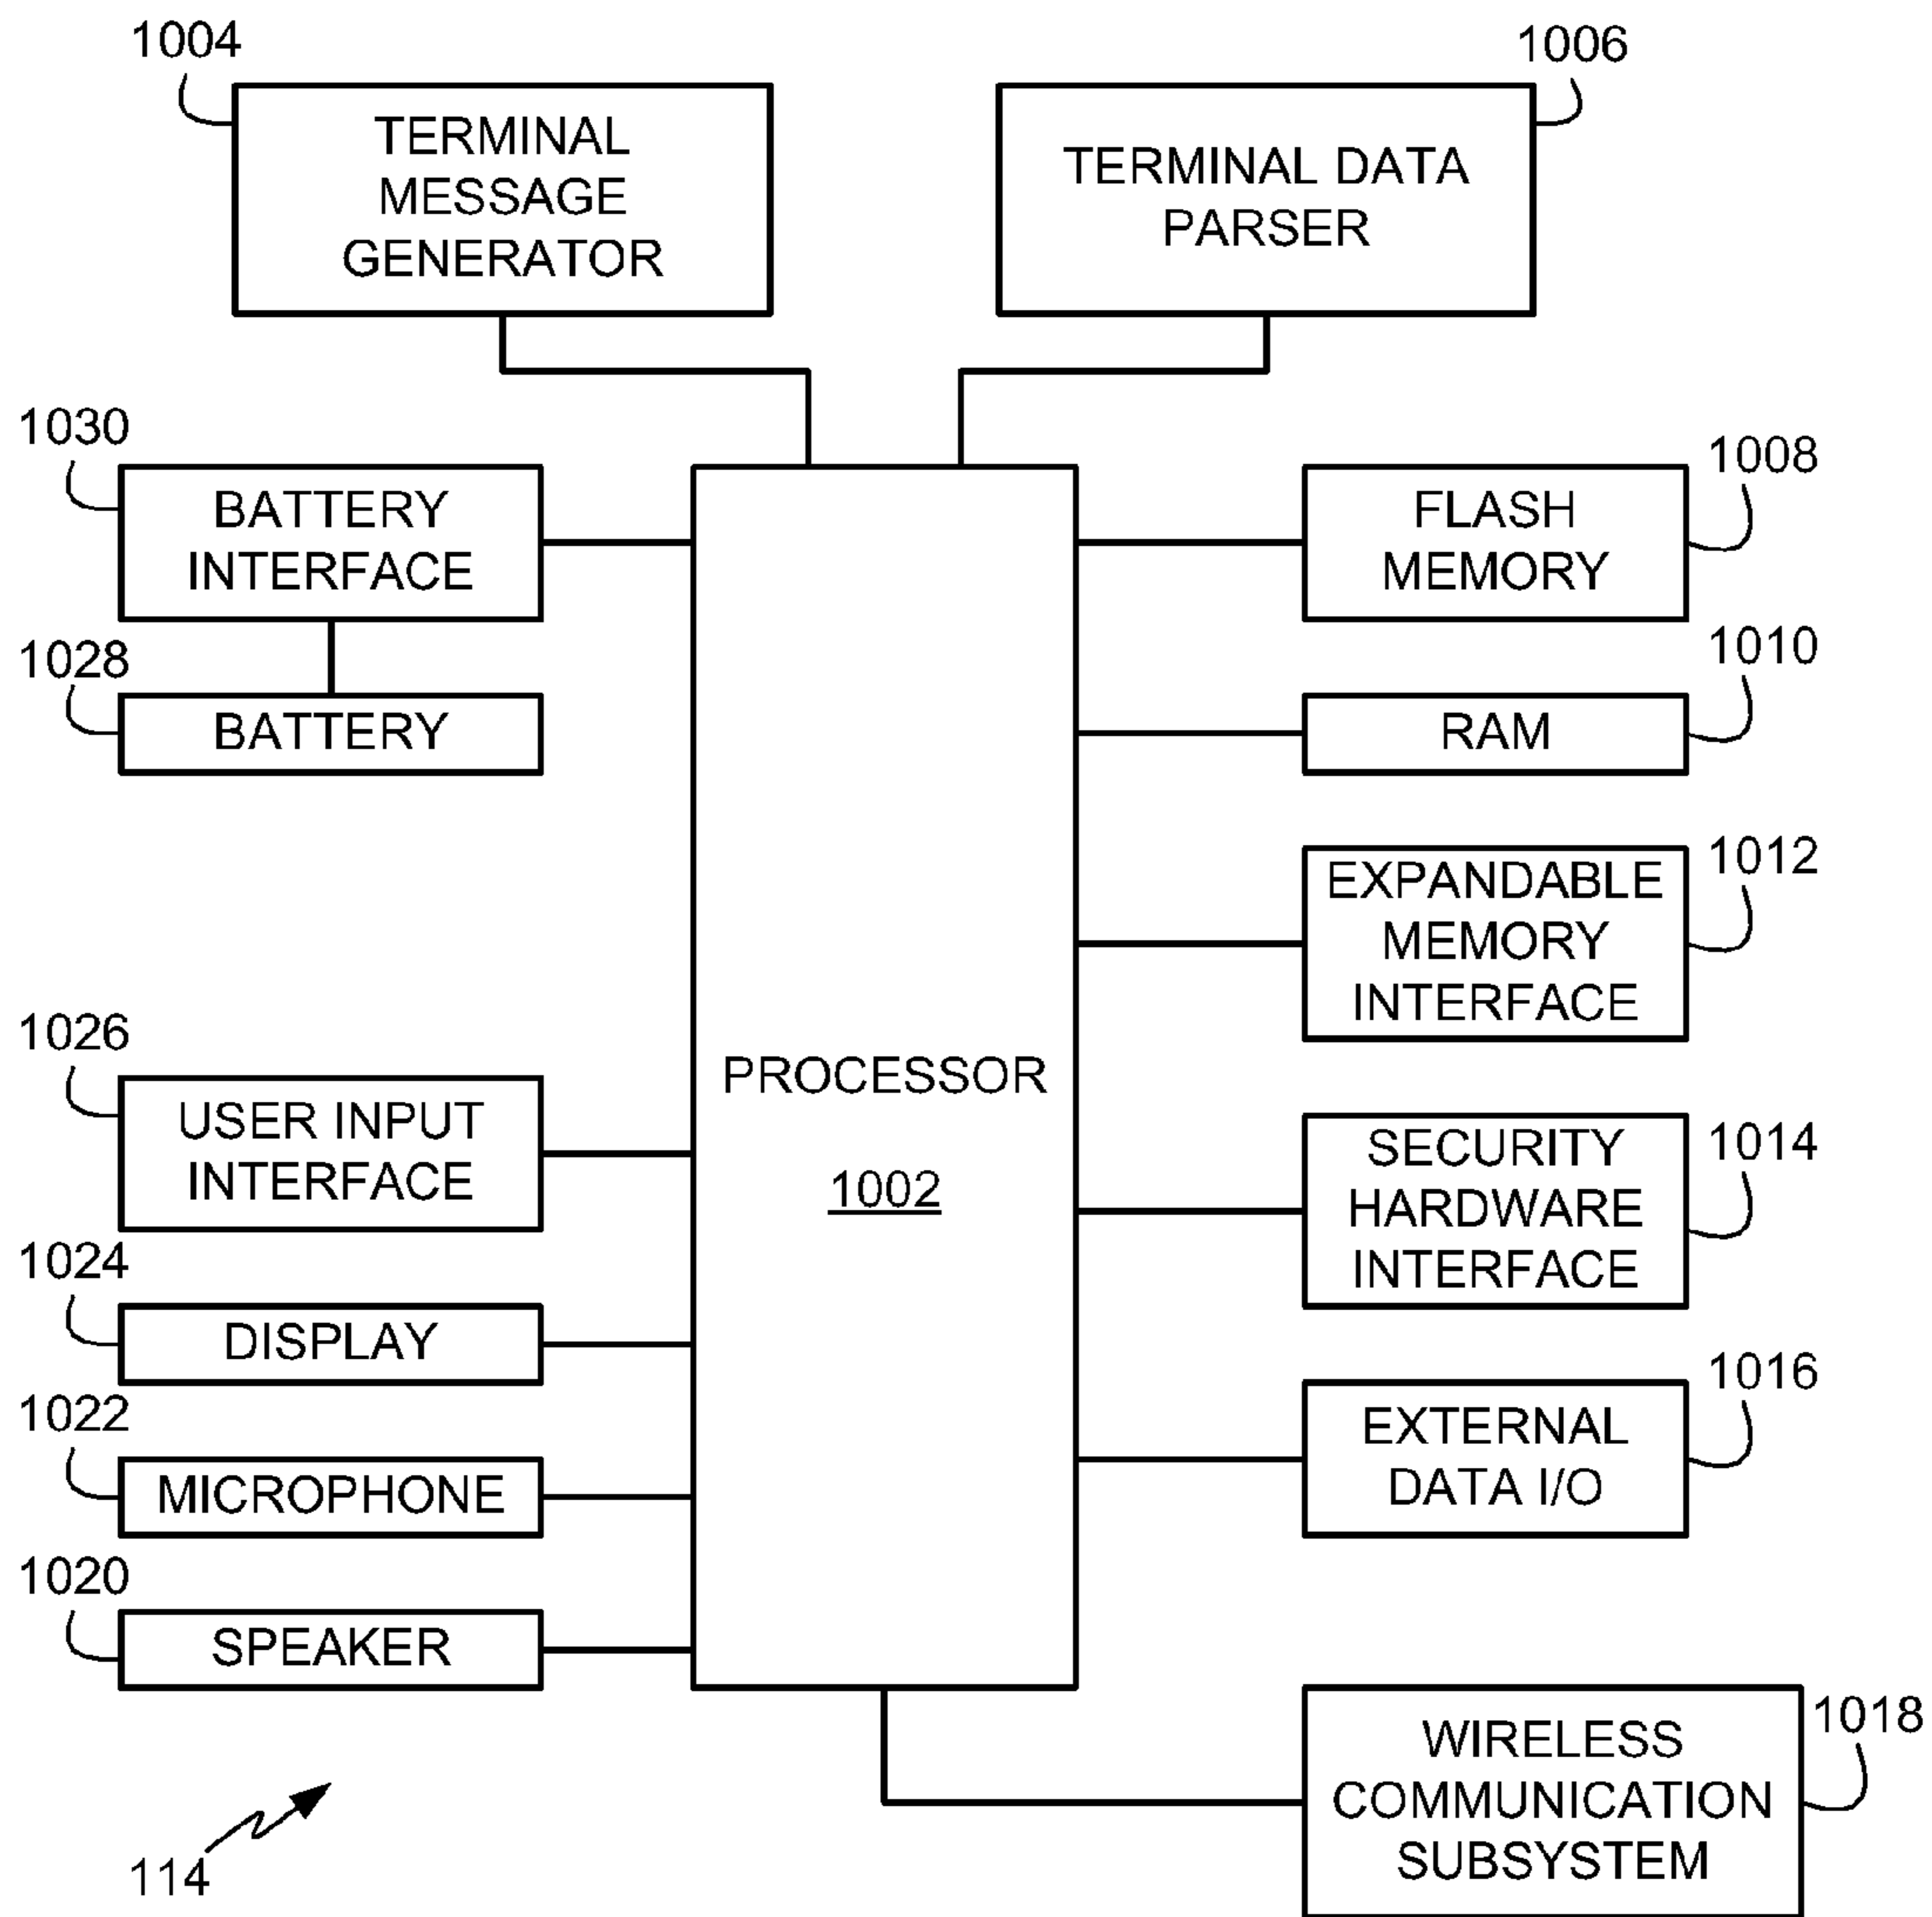 1004
TERMINAL
MESSAGE
GENERATOR
1006
TERMINAL DATA
PARSER
1030
BATTERY
INTERFACE
1028
BATTERY
1026
USER INPUT
INTERFACE
1024
DISPLAY
1022
MICROPHONE
1020
SPEAKER
PROCESSOR
1002
1008
FLASH
MEMORY
1010
RAM
1012
EXPANDABLE
MEMORY
INTERFACE
1014
SECURITY
HARDWARE
INTERFACE
1016
EXTERNAL
DATA I/O
1018
WIRELESS
COMMUNICATION
SUBSYSTEM
114